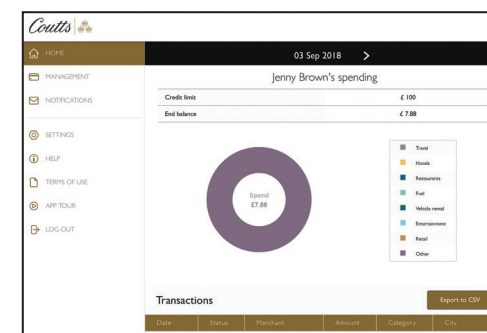 Coutts
HOME
MANAGEMENT
NOTIFICATIONS
SETTINGS
HELP
TERMS OF USE
APP TOUR
LOG OUT
03 Sep 2018 >
Jenny Brown's spending
Credit limit £ 100
End balance £ 7.88
Spend
£7.88
Travel
Hotels
Restaurants
Fuel
Vehicle rental
Entertainment
Retail
Other
Transactions
Export to CSV
Date Status Merchant Amount Category City